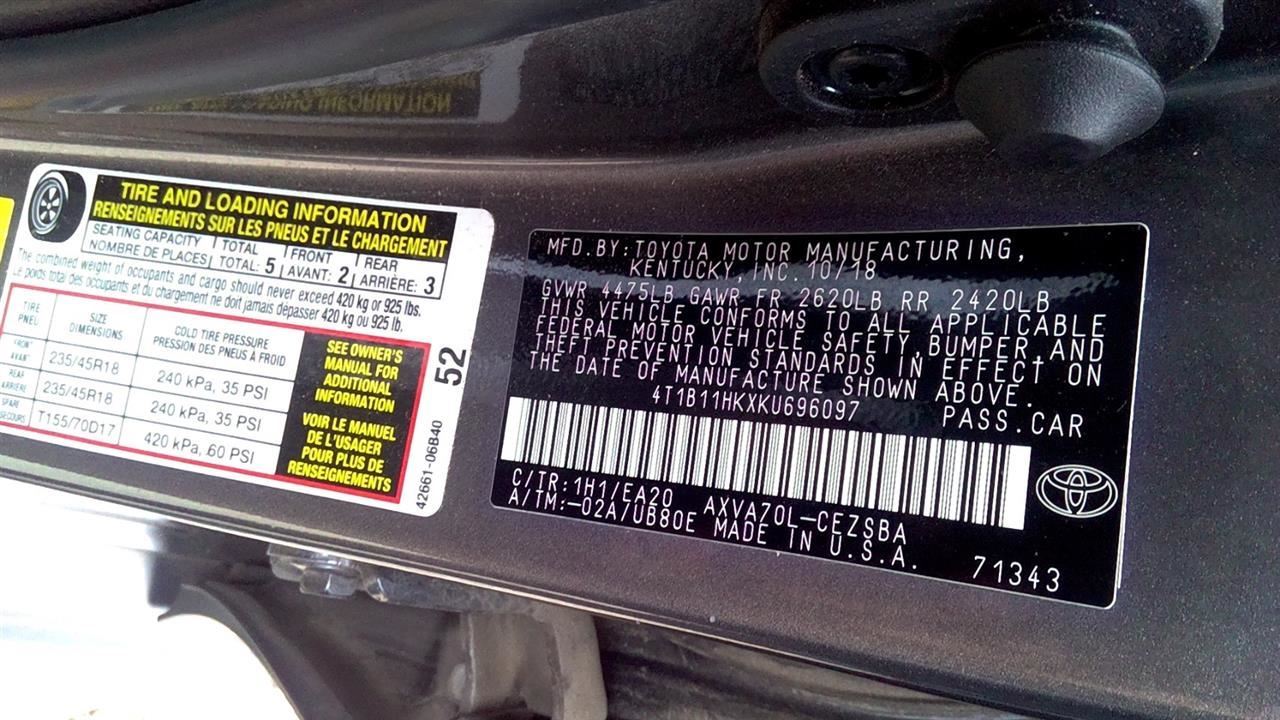 TIRE AND LOADING INFORMATION
RENSEIGNEMENTS SUR LES PNEUS ET LE CHARGEMENT
SEATING CAPACITY TOTAL FRONT REAR
NOMBRE DE PLACES TOTAL: 5 AVANT: 2 ARRIÈRE: 3
The combined weight of occupants and cargo should never exceed 420 kg or 925 lbs.
Le poids total des occupants et du chargement ne doit jamais dépasser 420 kg ou 925 lb.
TIRE SIZE COLD TIRE PRESSURE
PNEU DIMENSIONS PRESSION DES PNEUS À FROID
FRONT
AVANT 235/45R18 240 kPa, 35 PSI
REAR
ARRIÈRE 235/45R18 240 kPa, 35 PSI
SPARE
SECOURS T155/70D17 420 kPa, 60 PSI
SEE OWNER'S
MANUAL FOR
ADDITIONAL
INFORMATION
VOIR LE MANUEL
DE L'USAGER
POUR PLUS DE
RENSEIGNEMENTS
52
42661-06B40
MFD.BY:TOYOTA MOTOR MANUFACTURING,
KENTUCKY,INC.10/18
GVWR 4475LB GAWR FR 2620LB RR 2420LB
THIS VEHICLE CONFORMS TO ALL APPLICABLE
FEDERAL MOTOR VEHICLE SAFETY,BUMPER,AND
THEFT PREVENTION STANDARDS IN EFFECT ON
THE DATE OF MANUFACTURE SHOWN ABOVE.
4T1B11HKXKU696097 PASS.CAR
C/TR:1H1/EA20 AXVA70L-CEZSBA
A/TM:-02A/UB80E MADE IN U.S.A.
71343